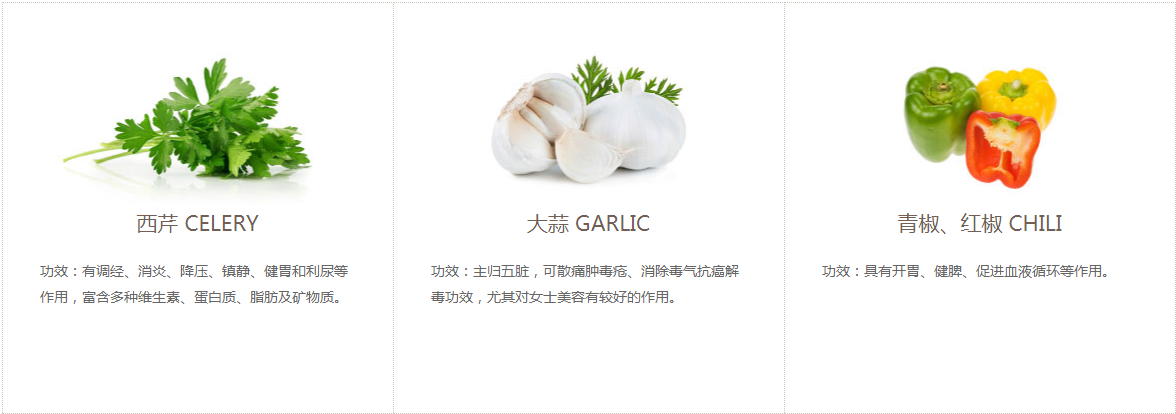 西芹 CELERY
功效：有调经、消炎、降压、镇静、健胃和利尿等
作用，富含多种维生素、蛋白质、脂肪及矿物质。
大蒜 GARLIC
功效：主归五脏，可散痛肿毒疮、消除毒气抗癌解
毒功效，尤其对女士美容有较好的作用。
青椒、红椒 CHILI
功效：具有开胃、健脾、促进血液循环等作用。